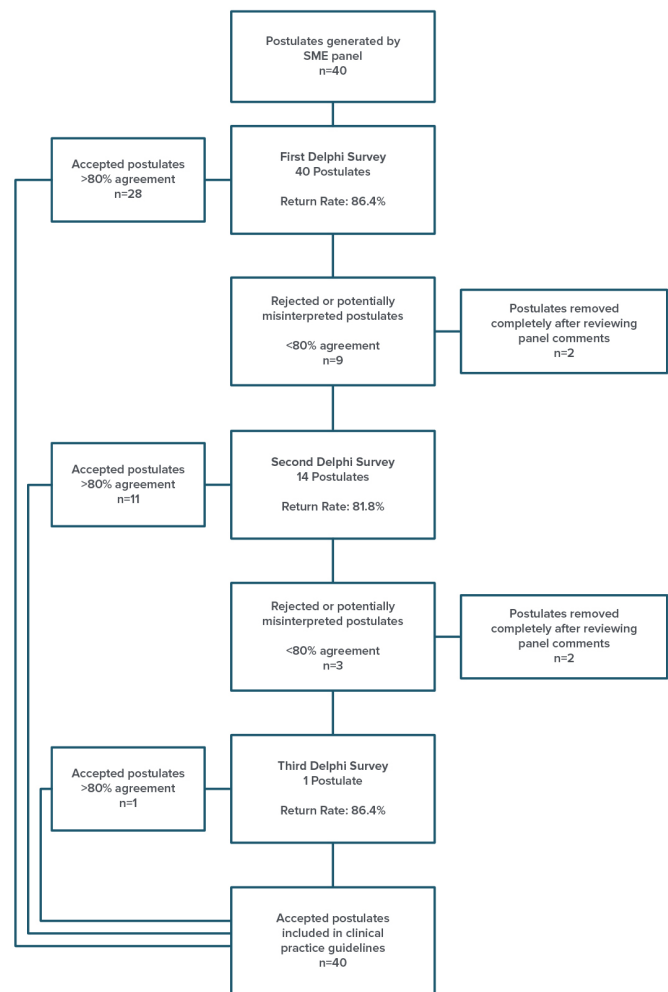 Postulates generated by
SME panel
n=40
Accepted postulates
>80% agreement
n=28
First Delphi Survey
40 Postulates
Return Rate: 86.4%
Rejected or potentially
misinterpreted postulates
<80% agreement
n=9
Postulates removed
completely after reviewing
panel comments
n=2
Accepted postulates
>80% agreement
n=11
Second Delphi Survey
14 Postulates
Return Rate: 81.8%
Rejected or potentially
misinterpreted postulates
<80% agreement
n=3
Postulates removed
completely after reviewing
panel comments
n=2
Accepted postulates
>80% agreement
n=1
Third Delphi Survey
1 Postulate
Return Rate: 86.4%
Accepted postulates
included in clinical
practice guidelines
n=40